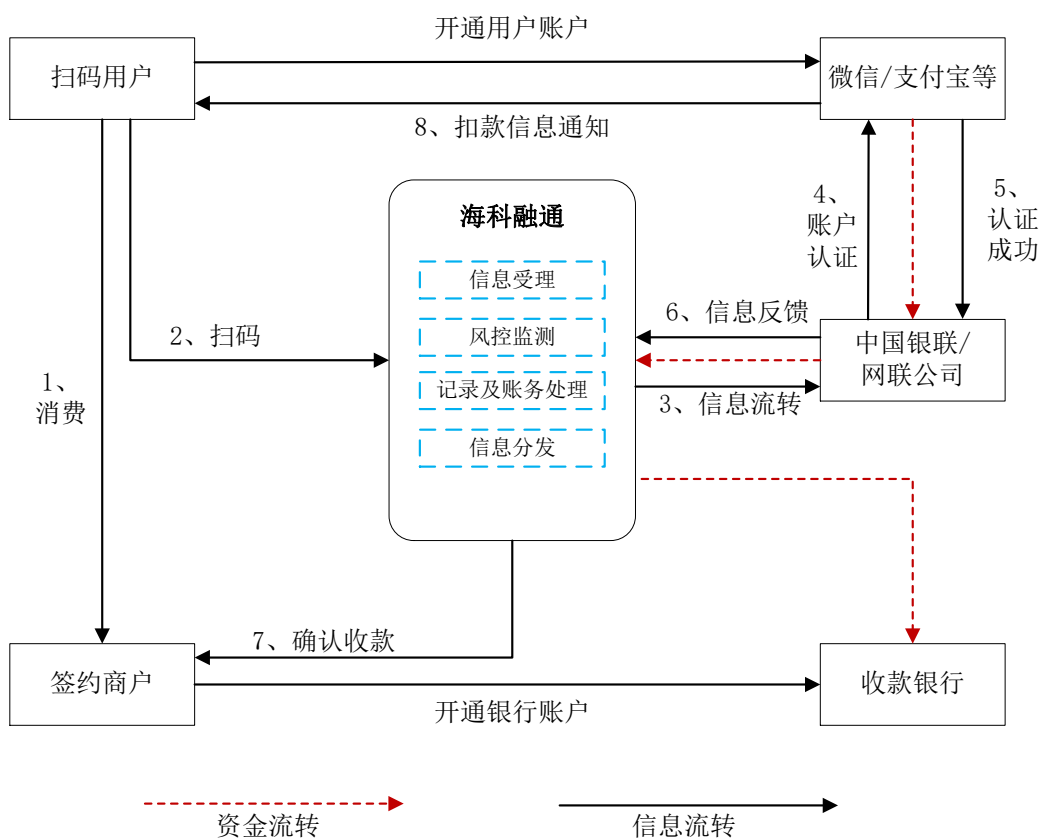 开通用户账户
扫码用户
微信/支付宝等
8、扣款信息通知
海科融通
4、
账户
认证
5、
认证
成功
信息受理
6、信息反馈
2、扫码
风控监测
中国银联/
网联公司
1、
消费
记录及账务处理
3、信息流转
信息分发
7、确认收款
签约商户
收款银行
开通银行账户
资金流转
信息流转